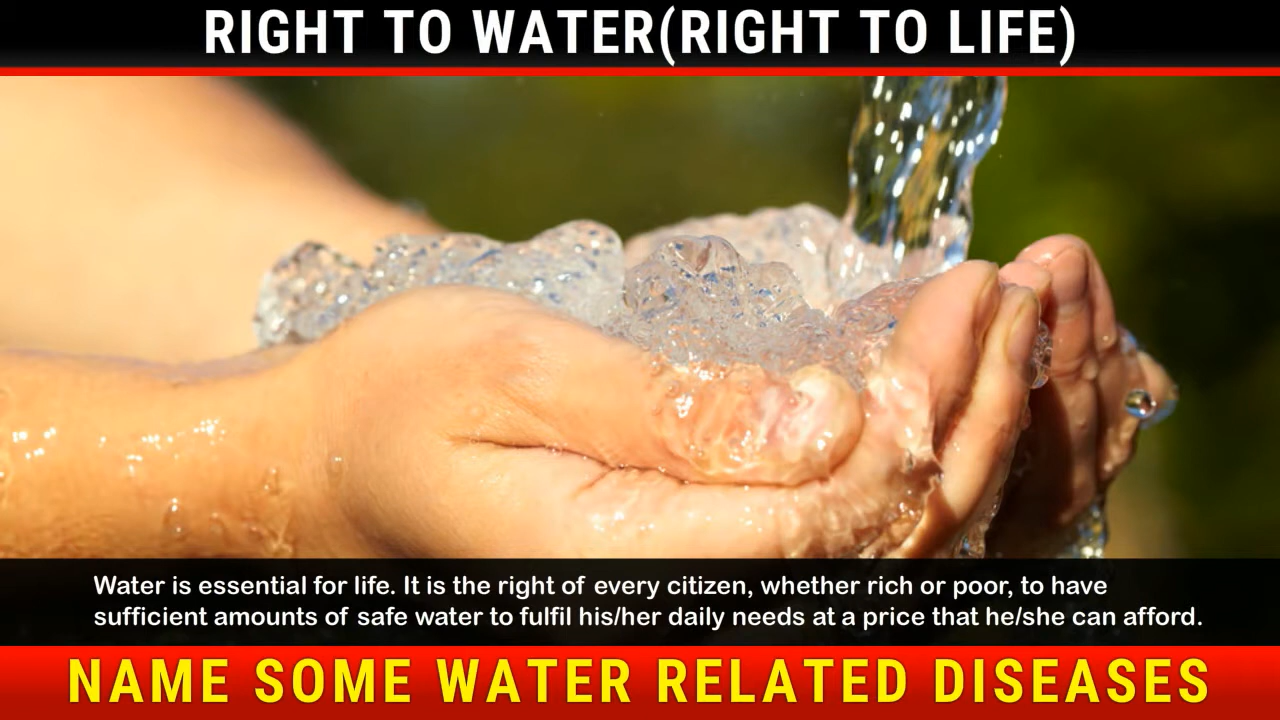 RIGHT TO WATER(RIGHT TO LIFE)
Water is essential for life. It is the right of every citizen, whether rich or poor, to have
sufficient amounts of safe water to fulfil his/her daily needs at a price that he/she can afford.
NAME SOME WATER RELATED DISEASES